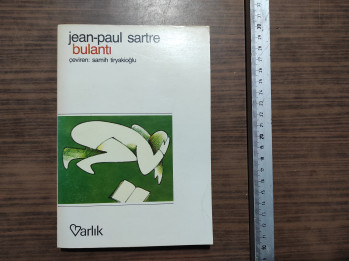 jean-paul sartre
bulantı
çeviren: samih tiryakioğlu
varlık